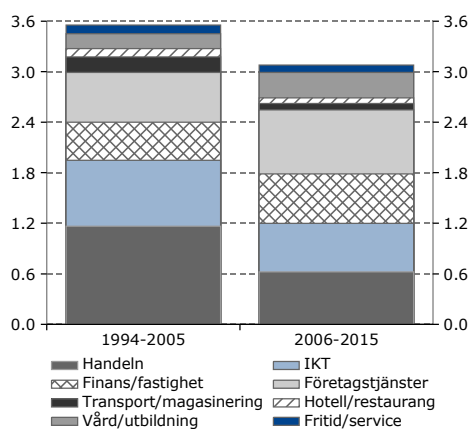 3.6 3.6
3.0 3.0
2.4 2.4
1.8 1.8
1.2 1.2
0.6 0.6
0.0 0.0
1994-2005 2006-2015
Handeln IKT
Finans/fastighet Företagstjänster
Transport/magasinering Hotell/restaurang
Vård/utbildning Fritid/service